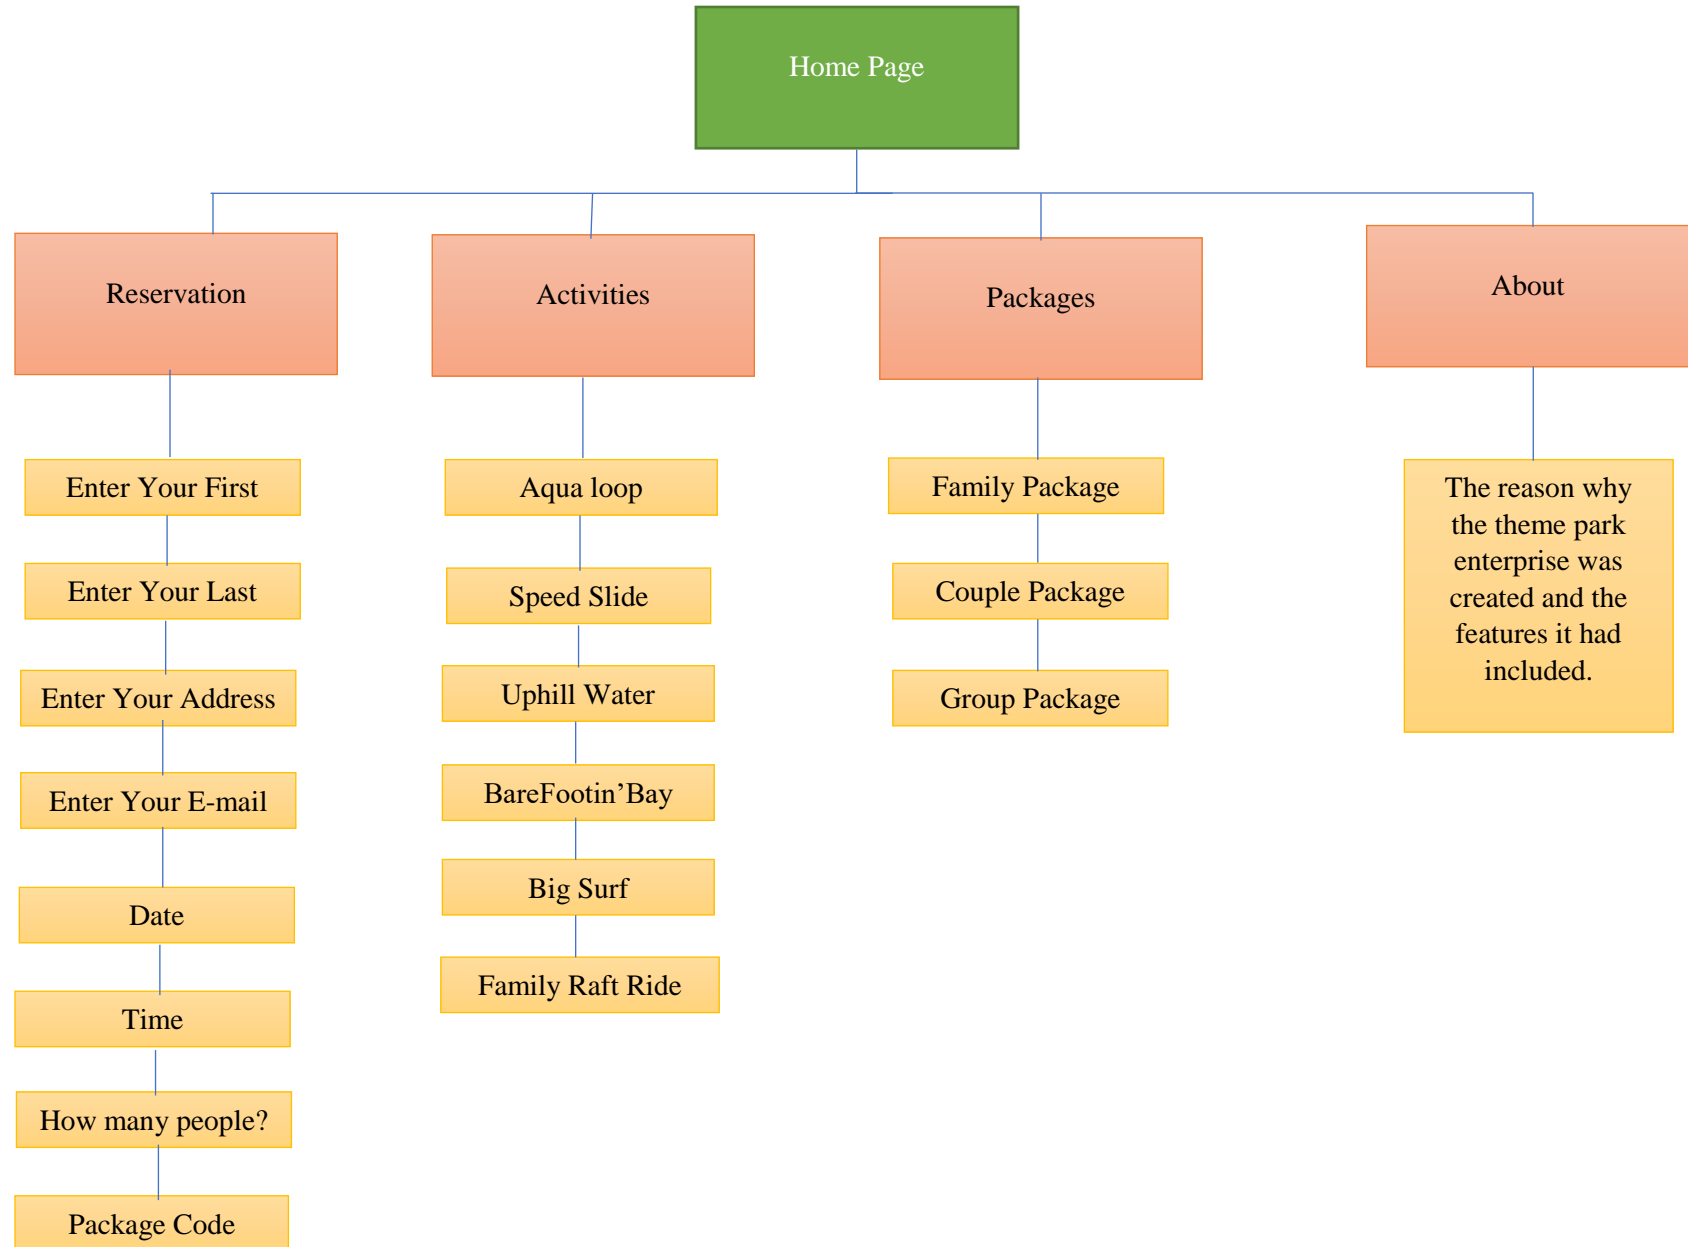 Home Page
Reservation
Activities
Packages
About
Enter Your First
Enter Your Last
Enter Your Address
Enter Your E-mail
Date
Time
How many people?
Package Code
Aqua loop
Speed Slide
Uphill Water
BareFootin’Bay
Big Surf
Family Raft Ride
Family Package
Couple Package
Group Package
The reason why
the theme park
enterprise was
created and the
features it had
included.